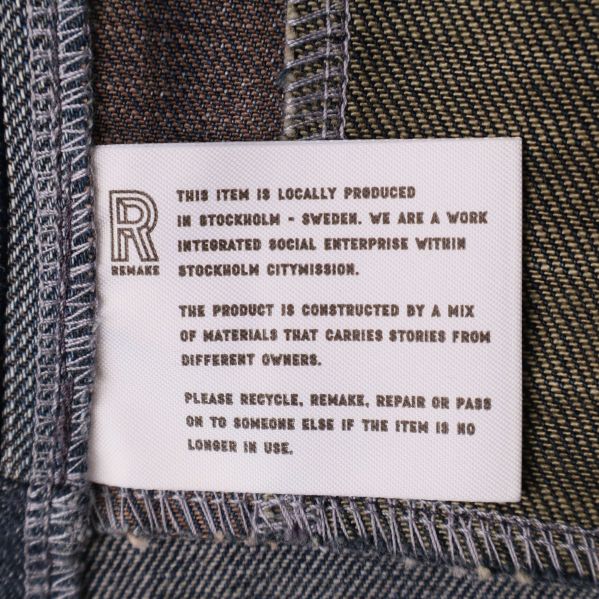 R
REMAKE
THIS ITEM IS LOCALLY PRODUCED
IN STOCKHOLM - SWEDEN. WE ARE A WORK
INTEGRATED SOCIAL ENTERPRISE WITHIN
STOCKHOLM CITYMISSION.
THE PRODUCT IS CONSTRUCTED BY A MIX
OF MATERIALS THAT CARRIES STORIES FROM
DIFFERENT OWNERS.
PLEASE RECYCLE, REMAKE, REPAIR OR PASS
ON TO SOMEONE ELSE IF THE ITEM IS NO
LONGER IN USE.